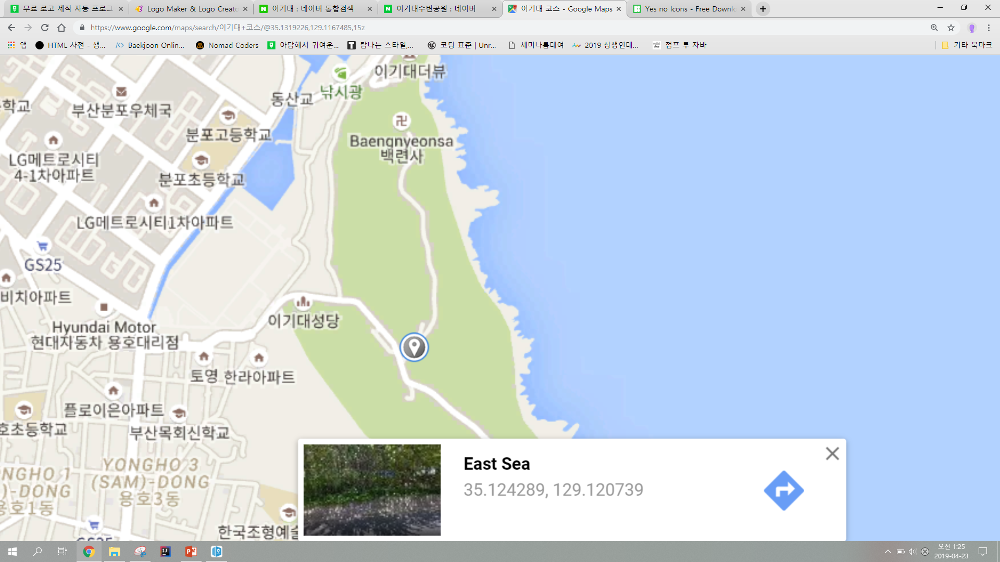 무료 로고 제작 자동 프로그
Logo Maker & Logo Creato
이기대 : 네이버 통합검색
이기대수변공원 : 네이버
이기대 코스 - Google Maps
Yes no Icons - Free Downlo
https://www.google.com/maps/search/이기대+코스/@35.1319226,129.1167485,15z
앱
HTML 사전 - 생...
Baekjoon Onlin...
Nomad Coders
아담해서 귀여운...
탐나는 스타일,...
코딩 표준 | Unr...
세미나룸대여
2019 상생연대...
점프 투 자바
기타 북마크
이기대더뷰
낚시광
동산교
학교
부산분포우체국
분포고등학교
Baengnyeonsa
백련사
LG메트로시티
4-1차아파트
분포초등학교
LG메트로시티1차아파트
GS25
비치아파트
이기대성당
Hyundai Motor
현대자동차 용호대리점
토영 한라아파트
플로이은아파트
호초등학교
부산목회신학교
YONGHO 3
(SAM)-DONG
용호3동
NGHO 1
)-DONG
용호1동
한국조형예술
GS25
East Sea
35.124289, 129.120739
오전 1:25
2019-04-23